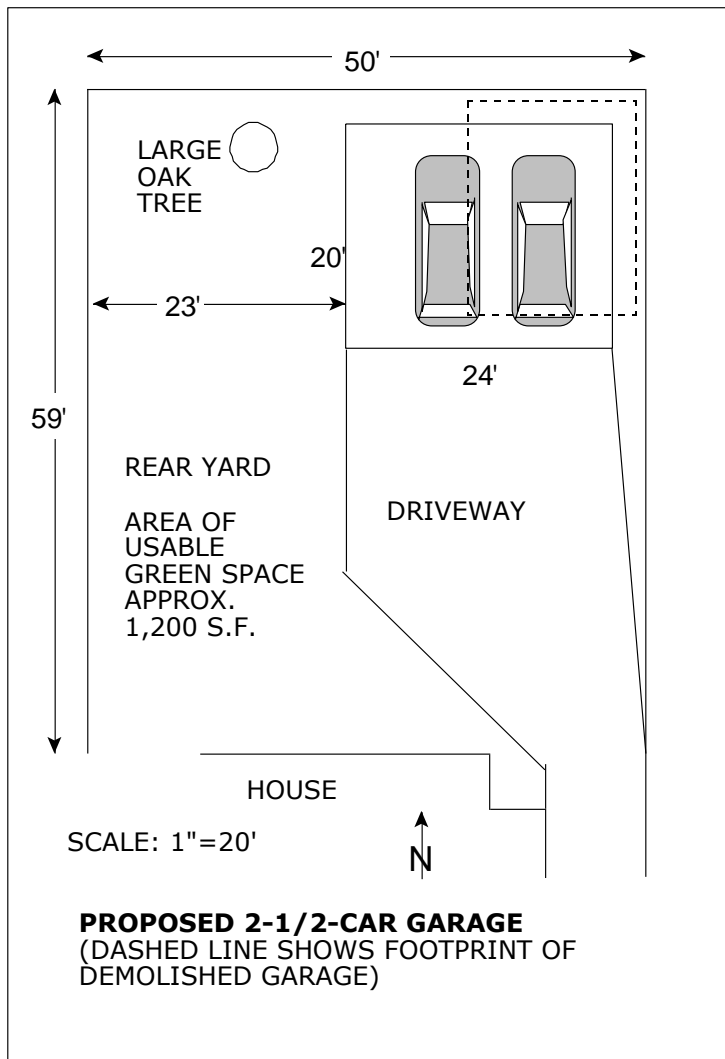 50'
LARGE
OAK
TREE
20'
23'
24'
59'
REAR YARD
DRIVEWAY
AREA OF
USABLE
GREEN SPACE
APPROX.
1,200 S.F.
HOUSE
SCALE: 1"=20'
N
PROPOSED 2-1/2-CAR GARAGE
(DASHED LINE SHOWS FOOTPRINT OF
DEMOLISHED GARAGE)